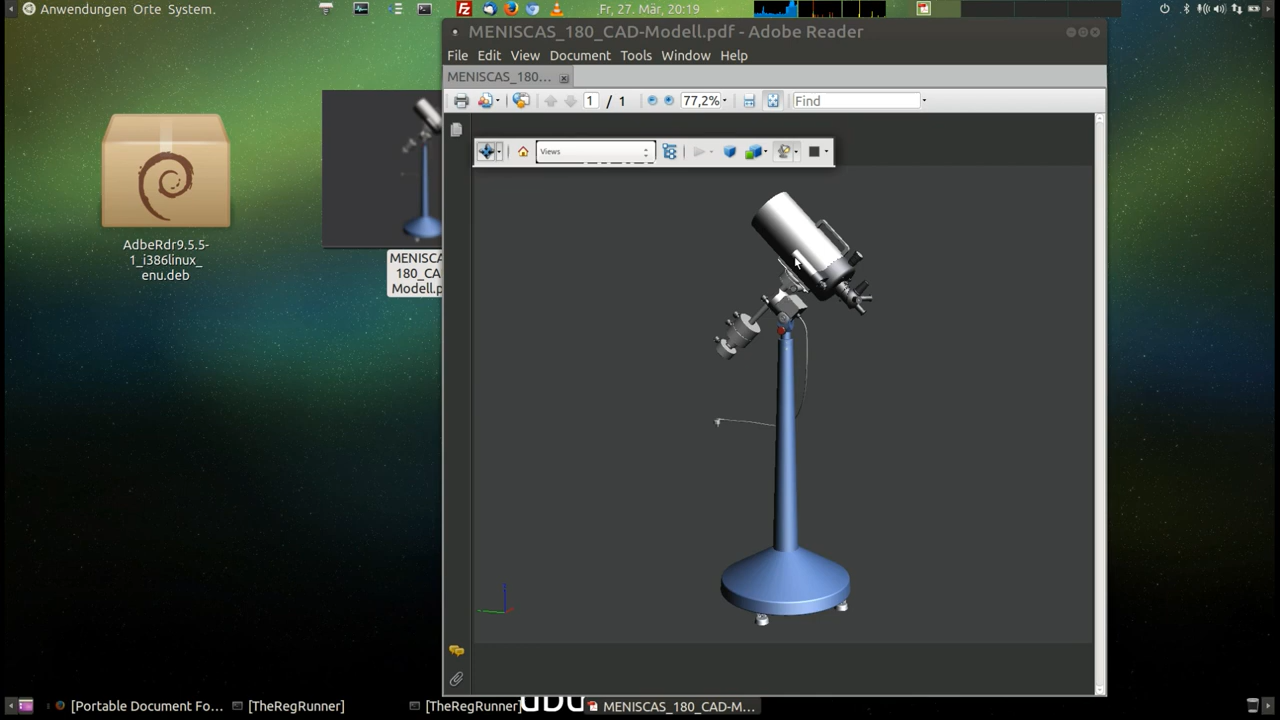 Anwendungen Orte System.
Fr, 27. Mär, 20:19
MENISCAS_180_CAD-Modell.pdf - Adobe Reader
File Edit View Document Tools Window Help
MENISCAS_180...
1 / 1 77,2% Find
Views
AdbeRdr9.5.5-
1_i386linux_
enu.deb
MENISCA
180_CA
Modell.p
[Portable Document Fo... [TheRegRunner] [TheRegRunner] MENISCAS_180_CAD-M...